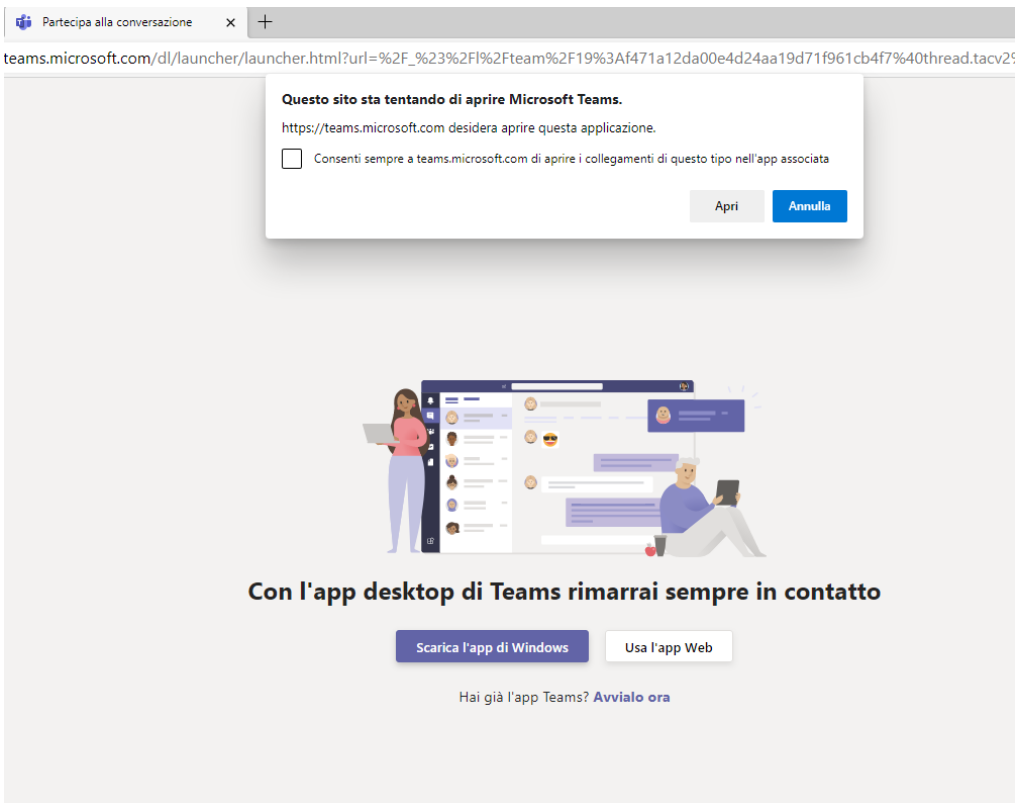 Partecipa alla conversazione
teams.microsoft.com/dl/launcher/launcher.html?url=%2F_%23%2Fl%2Fteam%2F19%3Af471a12da00e4d24aa19d71f961cb4f7%40thread.tacv2%
Questo sito sta tentando di aprire Microsoft Teams.
https://teams.microsoft.com desidera aprire questa applicazione.
Consenti sempre a teams.microsoft.com di aprire i collegamenti di questo tipo nell'app associata
Apri Annulla
Con l'app desktop di Teams rimarrai sempre in contatto
Scarica l'app di Windows Usa l'app Web
Hai già l'app Teams? Avvialo ora